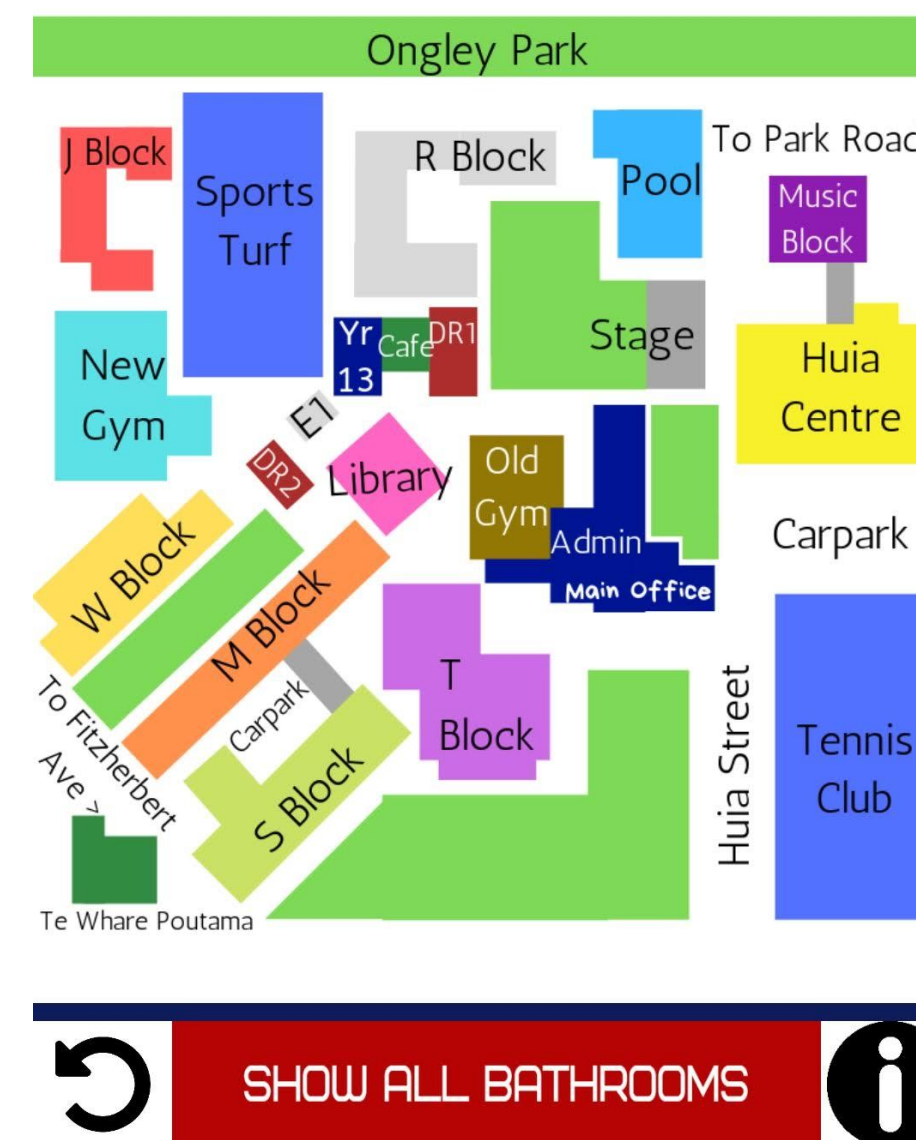 Ongley Park
J Block
Sports
Turf
R Block
Pool
To Park Road
Music
Block
New
Gym
Yr
13
Cafe
DR1
Stage
Huia
Centre
E1
DR2
Library
Old
Gym
Admin
Main Office
Carpark
W Block
M Block
To Fitzherbert
Ave >
Carpark
S Block
T
Block
Huia Street
Tennis
Club
Te Whare Poutama
SHOW ALL BATHROOMS
i